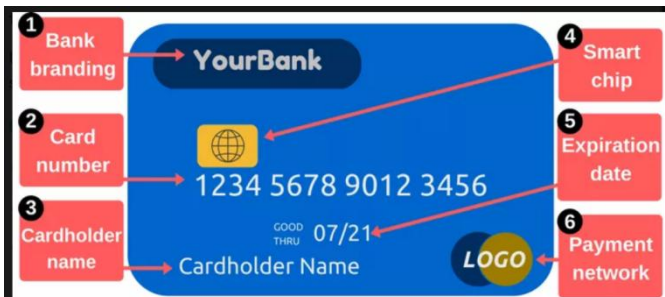 1
Bank
branding
YourBank
4
Smart
chip
2
Card
number
1234 5678 9012 3456
5
Expiration
date
3
Cardholder
name
GOOD
THRU
07/21
Cardholder Name
LOGO
6
Payment
network